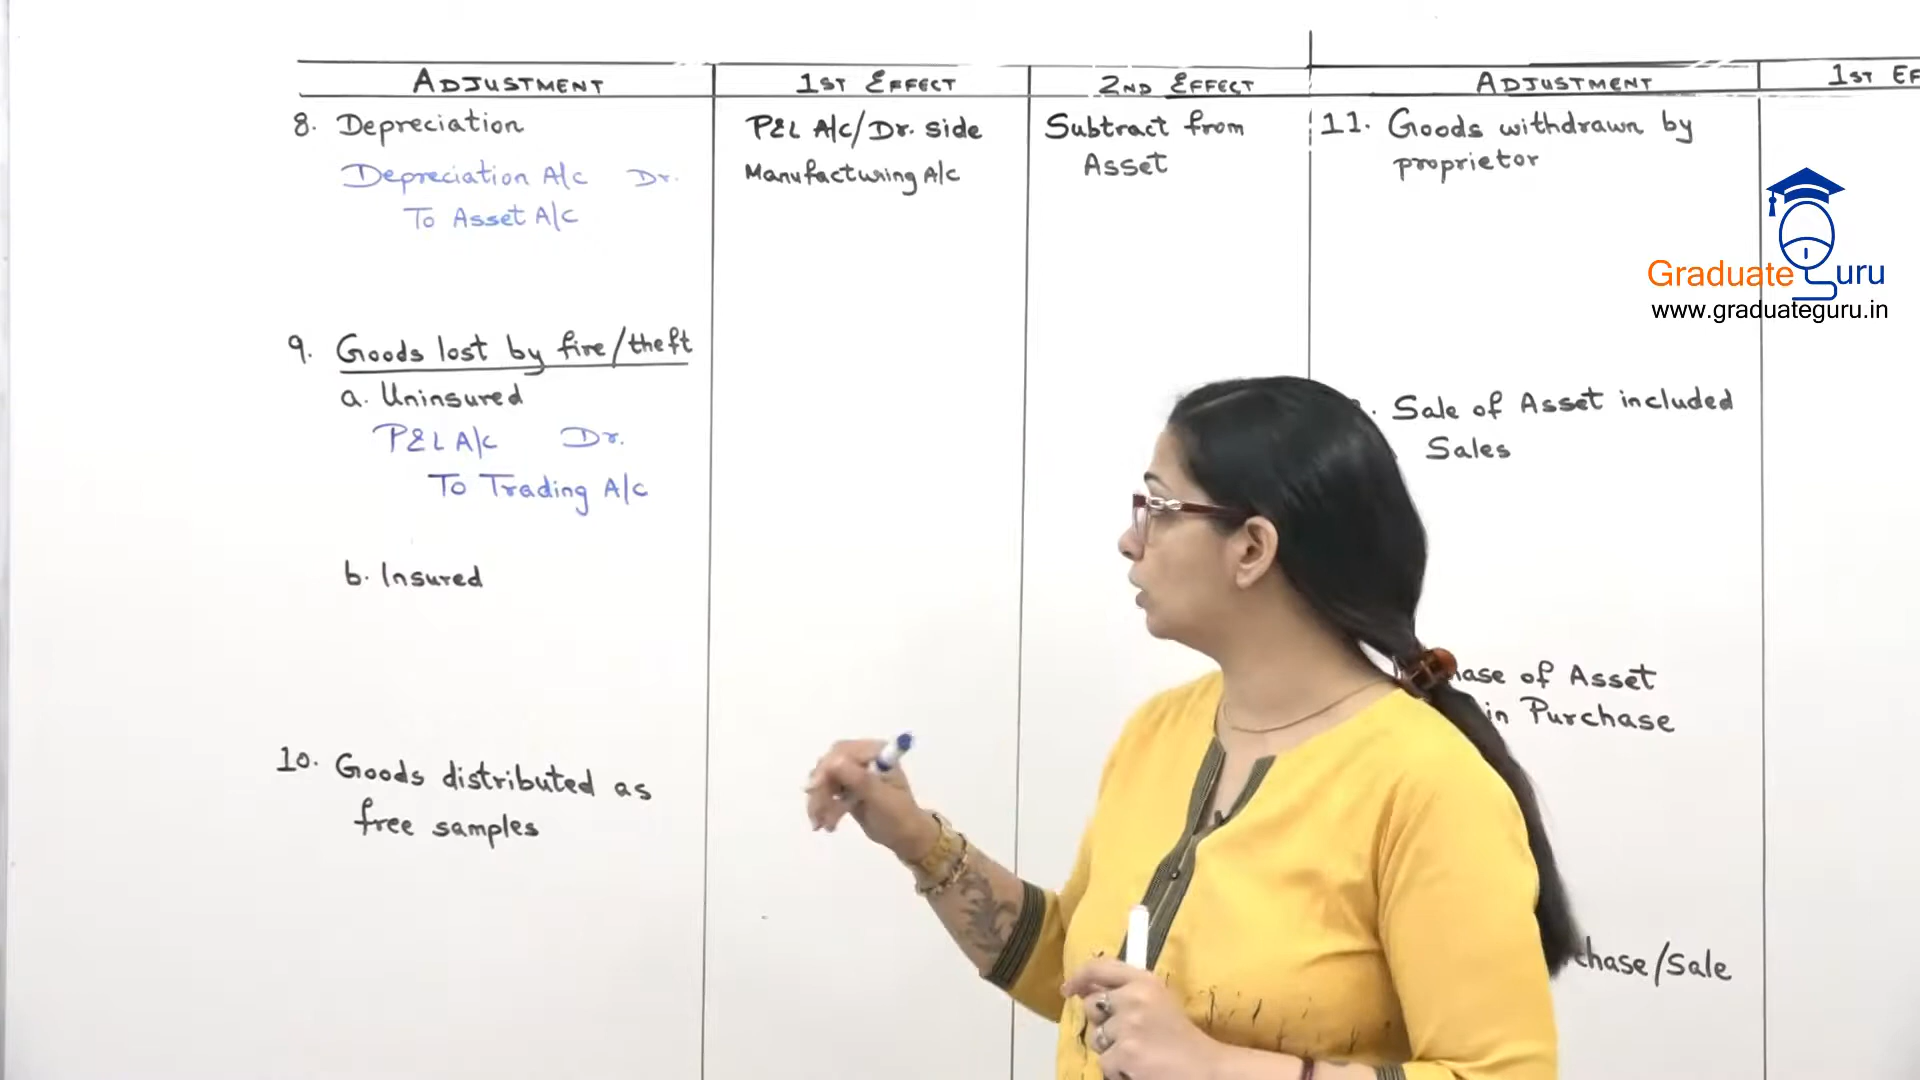 ADJUSTMENT
1ST EFFECT
2ND EFFECT
ADJUSTMENT
1ST EF
8. Depreciation
Depreciation A/c Dr.
To Asset A/c
P&L A/c/Dr. side
Manufacturing A/c
Subtract from
Asset
9. Goods lost by fire/theft
a. Uninsured
P&L A/c Dr.
To Trading A/c
b. Insured
10. Goods distributed as
free samples
11. Goods withdrawn by
proprietor
Sale of Asset included
Sales
of Asset
in Purchase
chase/Sale
Graduate Guru
www.graduateguru.in